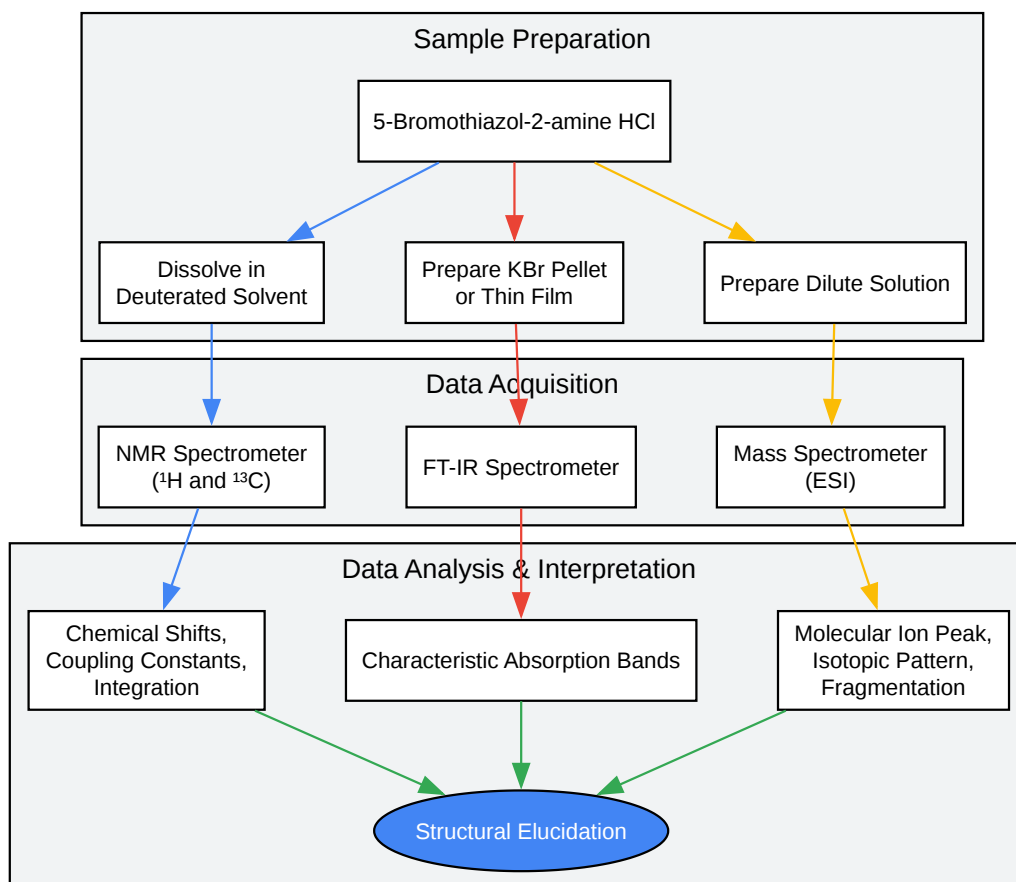 Sample Preparation
5-Bromothiazol-2-amine HCl
Dissolve in
Deuterated Solvent
Prepare KBr Pellet
or Thin Film
Prepare Dilute Solution
Data Acquisition
NMR Spectrometer
(¹H and ¹³C)
FT-IR Spectrometer
Mass Spectrometer
(ESI)
Data Analysis & Interpretation
Chemical Shifts,
Coupling Constants,
Integration
Characteristic Absorption Bands
Molecular Ion Peak,
Isotopic Pattern,
Fragmentation
Structural Elucidation